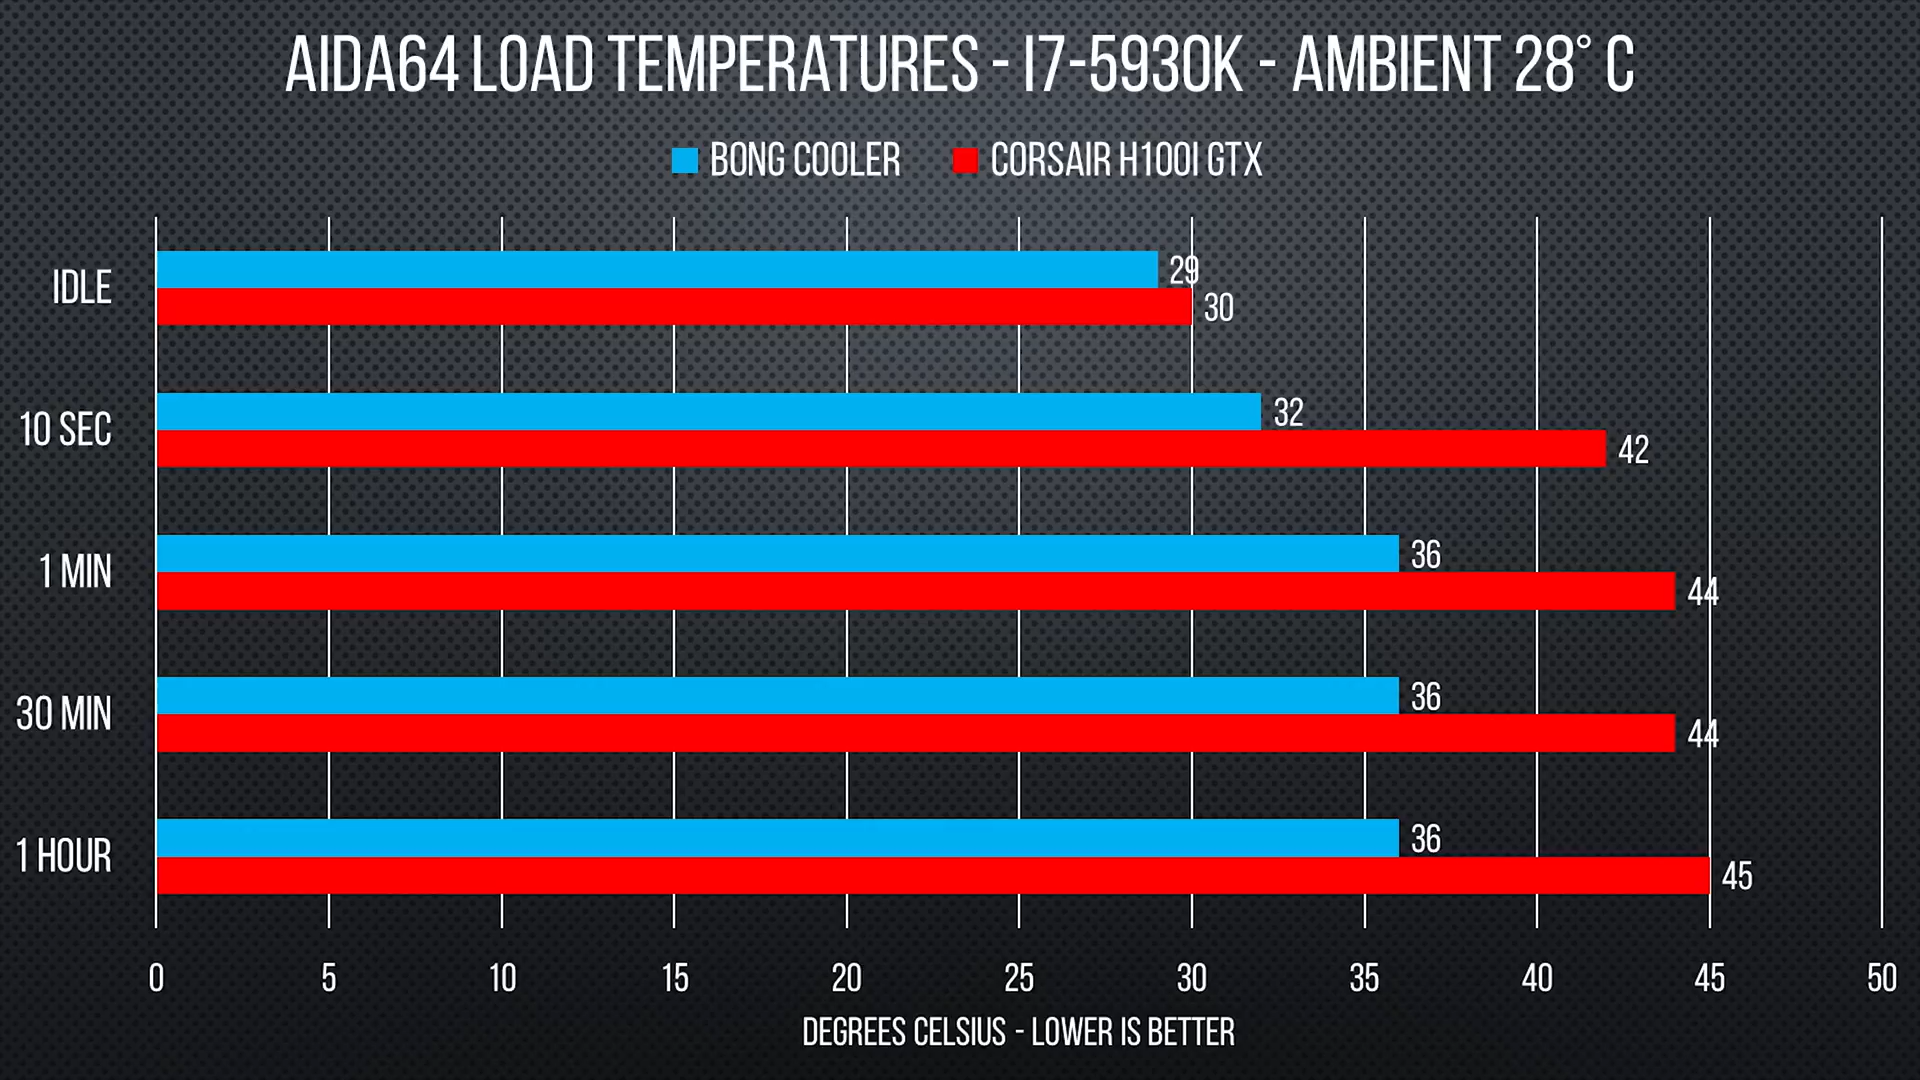 AIDA64 LOAD TEMPERATURES - I7-5930K - AMBIENT 28° C
BONG COOLER CORSAIR H100I GTX
IDLE
29
30
10 SEC
32
42
1 MIN
36
44
30 MIN
36
44
1 HOUR
36
45
0 5 10 15 20 25 30 35 40 45 50
DEGREES CELSIUS - LOWER IS BETTER